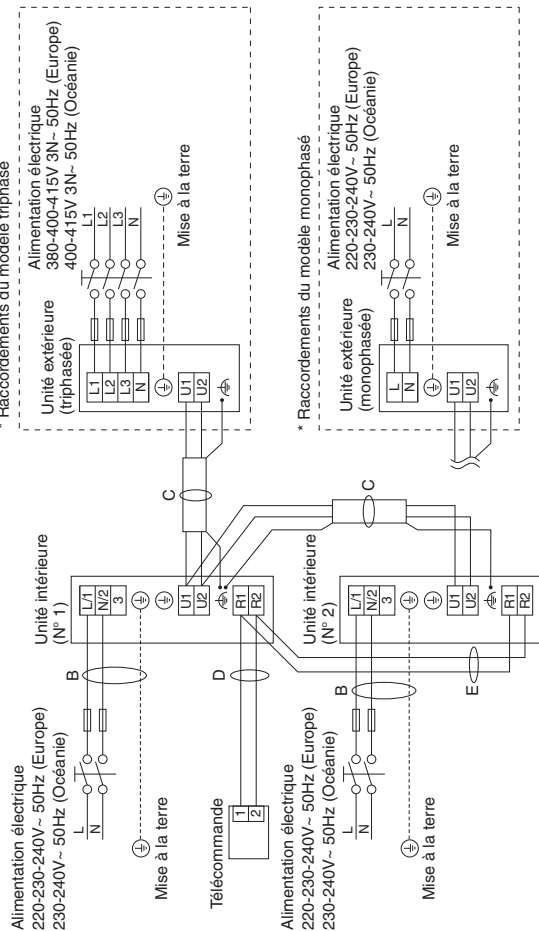 Alimentation électrique
220-230-240V~ 50Hz (Europe)
230-240V~ 50Hz (Océanie)
L
N
Mise à la terre
B
Unité intérieure
(N° 1)
L/1
N/2
3
U1
U2
R1
R2
Télécommande
1
2
D
C
Alimentation électrique
220-230-240V~ 50Hz (Europe)
230-240V~ 50Hz (Océanie)
L
N
Mise à la terre
B
E
Unité intérieure
(N° 2)
L/1
N/2
3
U1
U2
R1
R2
C
* Raccordements du modèle triphasé
Unité extérieure
(triphasée)
L1
L2
L3
N
U1
U2
Alimentation électrique
380-400-415V 3N~ 50Hz (Europe)
400-415V 3N~ 50Hz (Océanie)
L1
L2
L3
N
Mise à la terre
* Raccordements du modèle monophasé
Unité extérieure
(monophasée)
L
N
U1
U2
Alimentation électrique
220-230-240V~ 50Hz (Europe)
230-240V~ 50Hz (Océanie)
L
N
Mise à la terre